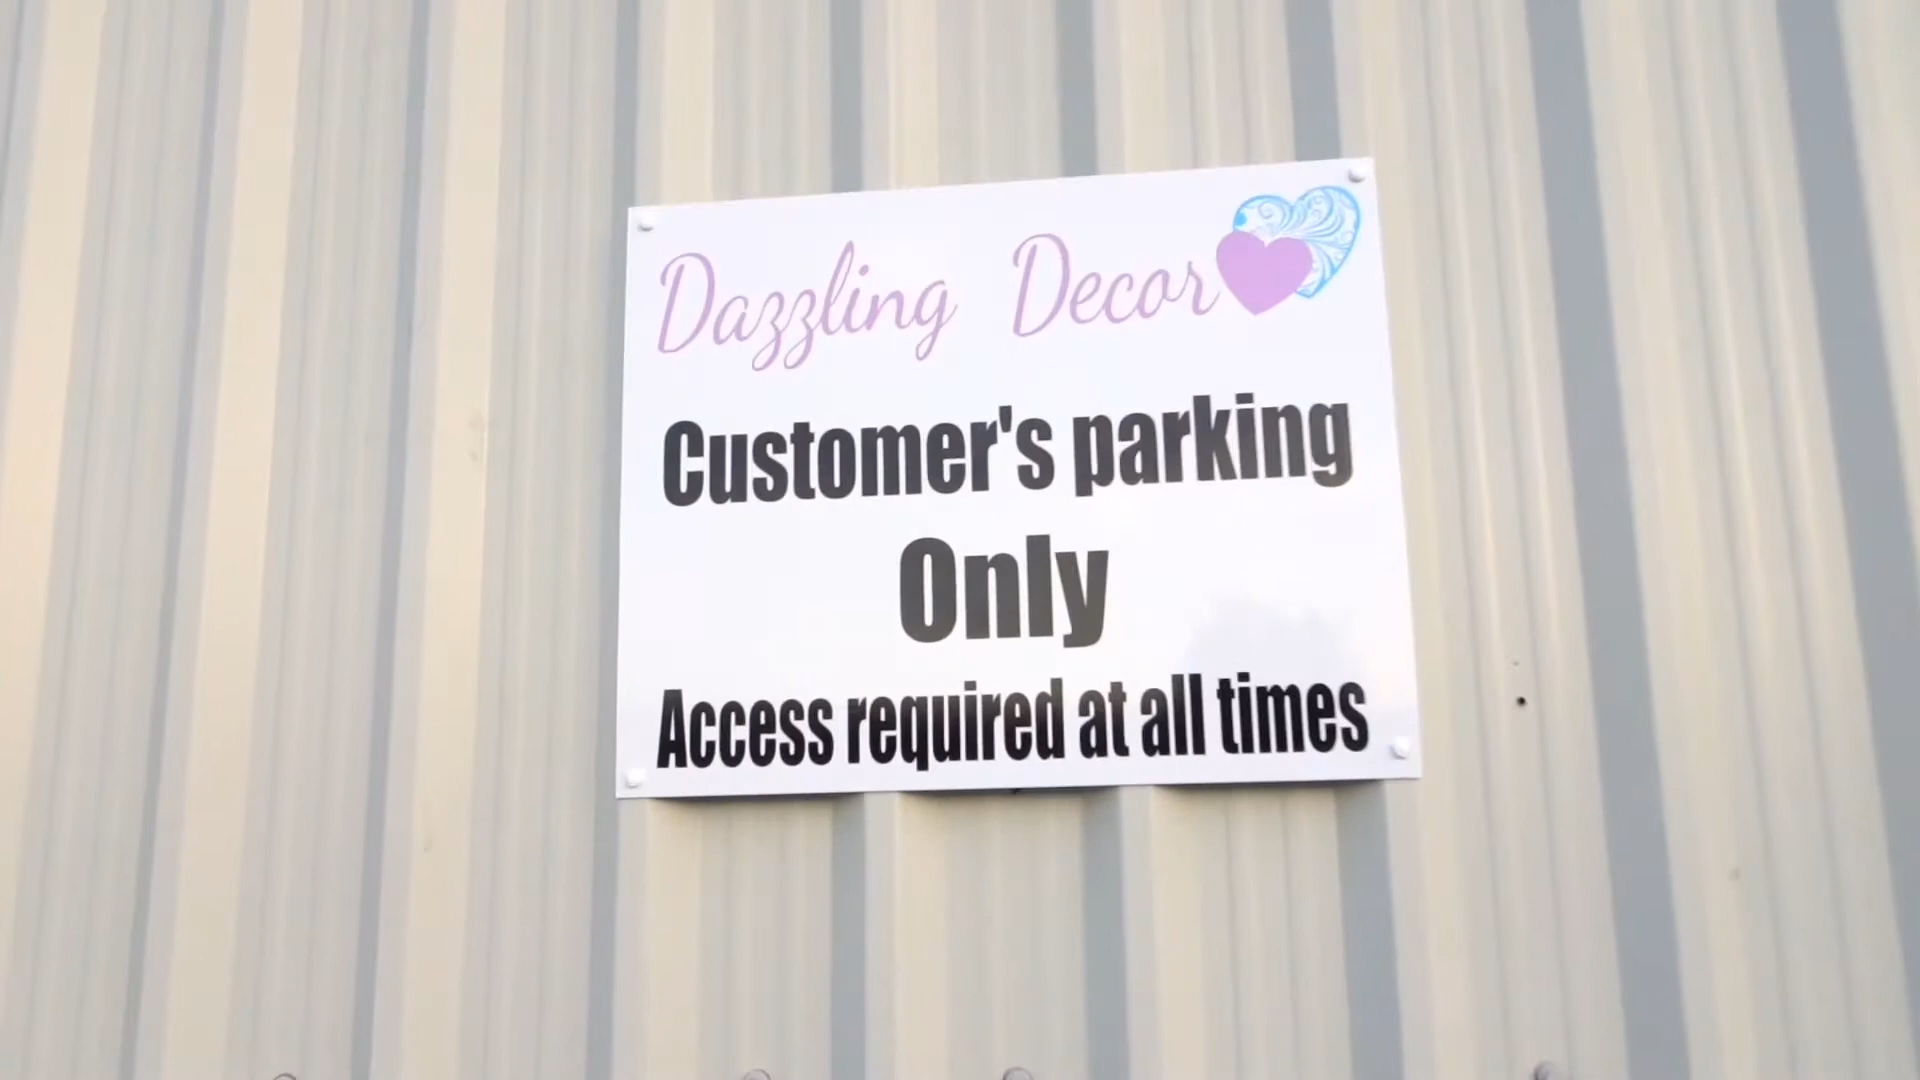 Dazzling Decor
Customer's parking
Only
Access required at all times